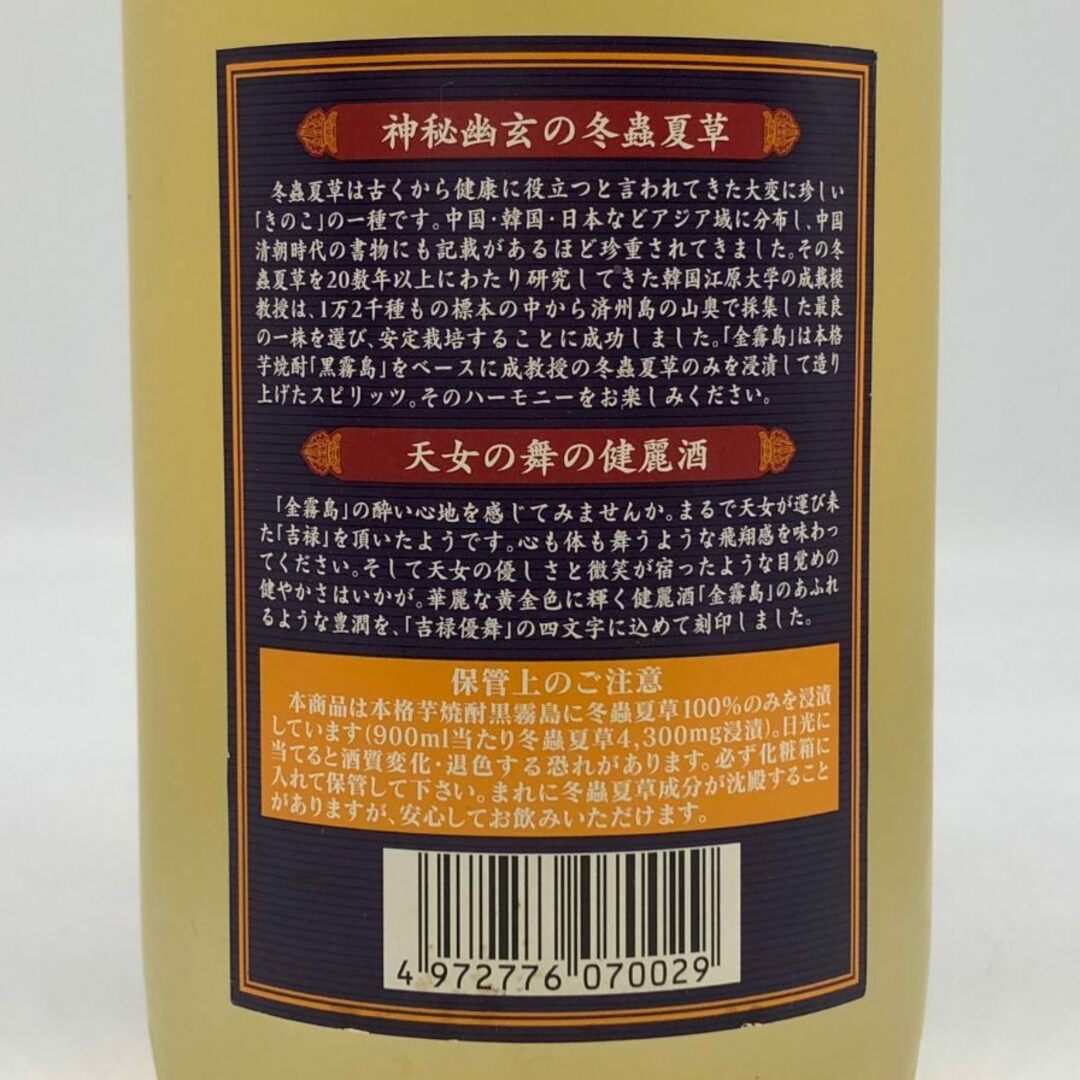 神秘幽玄の冬蟲夏草
冬蟲夏草は古くから健康に役立つと言われてきた大変に珍しい
「きのこ」の一種です。中国・韓国・日本などアジア域に分布し、中国
清朝時代の書物にも記載があるほど珍重されてきました。その冬
蟲夏草を20数年以上にわたり研究してきた韓国江原大学の成載模
教授は、1万2千種もの標本の中から済州島の山奥で採集した最良
の一株を選び、安定栽培することに成功しました。「金霧島」は本格
芋焼酎「黒霧島」をベースに成教授の冬蟲夏草のみを浸漬して造り
上げたスピリッツ。そのハーモニーをお楽しみください。
天女の舞の健麗酒
「金霧島」の酔い心地を感じてみませんか。まるで天女が運び来
た「吉禄」を頂いたようです。心も体も舞うような飛翔感を味わっ
てください。そして天女の優しさと微笑が宿ったような目覚めの
健やかさはいかが。華麗な黄金色に輝く健麗酒「金霧島」のあふれ
るような豊潤を、「吉禄優舞」の四文字に込めて刻印しました。
保管上のご注意
本商品は本格芋焼酎黒霧島に冬蟲夏草100%のみを浸漬
しています(900ml当たり冬蟲夏草4,300mg浸漬)。日光に
当てると酒質変化・退色する恐れがあります。必ず化粧箱に
入れて保管して下さい。まれに冬蟲夏草成分が沈殿すること
がありますが、安心してお飲みいただけます。
4 972776 070029